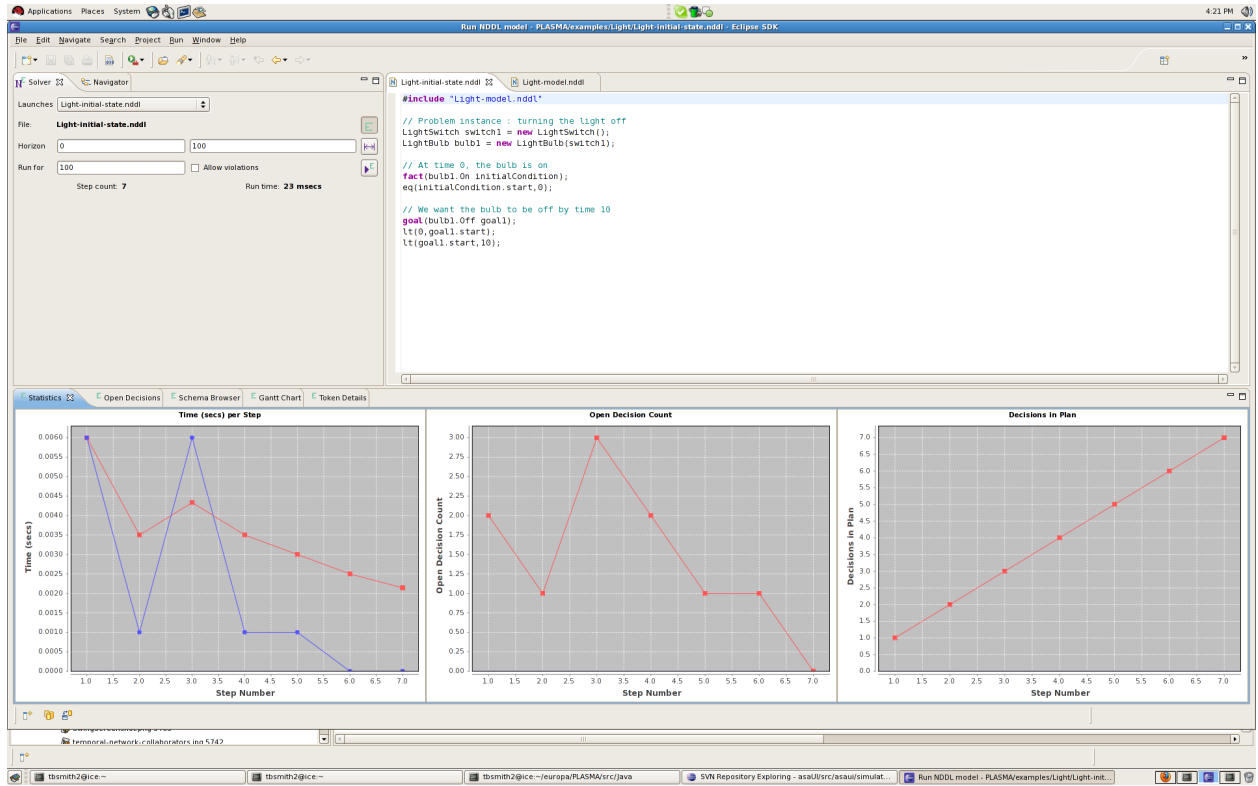 Applications Places System 4:21 PM
Run NDDL model - PLASMA/examples/Light/Light-initial-state.nddl - Eclipse SDK
File Edit Navigate Search Project Run Window Help
»
Solver Navigator
Launches Light-initial-state.nddl
File: Light-initial-state.nddl
Horizon 0 100
Run for 100 Allow violations
Step count: 7 Run time: 23 msecs
Light-initial-state.nddl Light-model.nddl
#include "Light-model.nddl"
// Problem instance : turning the light off
LightSwitch switch1 = new LightSwitch();
LightBulb bulb1 = new LightBulb(switch1);
// At time 0, the bulb is on
fact(bulb1.On initialCondition);
eq(initialCondition.start,0);
// We want the bulb to be off by time 10
goal(bulb1.Off goal1);
lt(0,goal1.start);
lt(goal1.start,10);
Statistics Open Decisions Schema Browser Gantt Chart Token Details
Time (secs) per Step
Time (secs)
0.0060
0.0055
0.0050
0.0045
0.0040
0.0035
0.0030
0.0025
0.0020
0.0015
0.0010
0.0005
0.0000
1.0 1.5 2.0 2.5 3.0 3.5 4.0 4.5 5.0 5.5 6.0 6.5 7.0
Step Number
Open Decision Count
Open Decision Count
3.00
2.75
2.50
2.25
2.00
1.75
1.50
1.25
1.00
0.75
0.50
0.25
0.00
1.0 1.5 2.0 2.5 3.0 3.5 4.0 4.5 5.0 5.5 6.0 6.5 7.0
Step Number
Decisions in Plan
Decisions in Plan
7.0
6.5
6.0
5.5
5.0
4.5
4.0
3.5
3.0
2.5
2.0
1.5
1.0
0.5
0.0
1.0 1.5 2.0 2.5 3.0 3.5 4.0 4.5 5.0 5.5 6.0 6.5 7.0
Step Number
temporal-network-collaborators.jpg 5742
tbsmith2@ice:~
tbsmith2@ice:~
tbsmith2@ice:~/europa/PLASMA/src/Java
SVN Repository Exploring - asaUI/src/asaui/simulat...
Run NDDL model - PLASMA/examples/Light/Light-init...